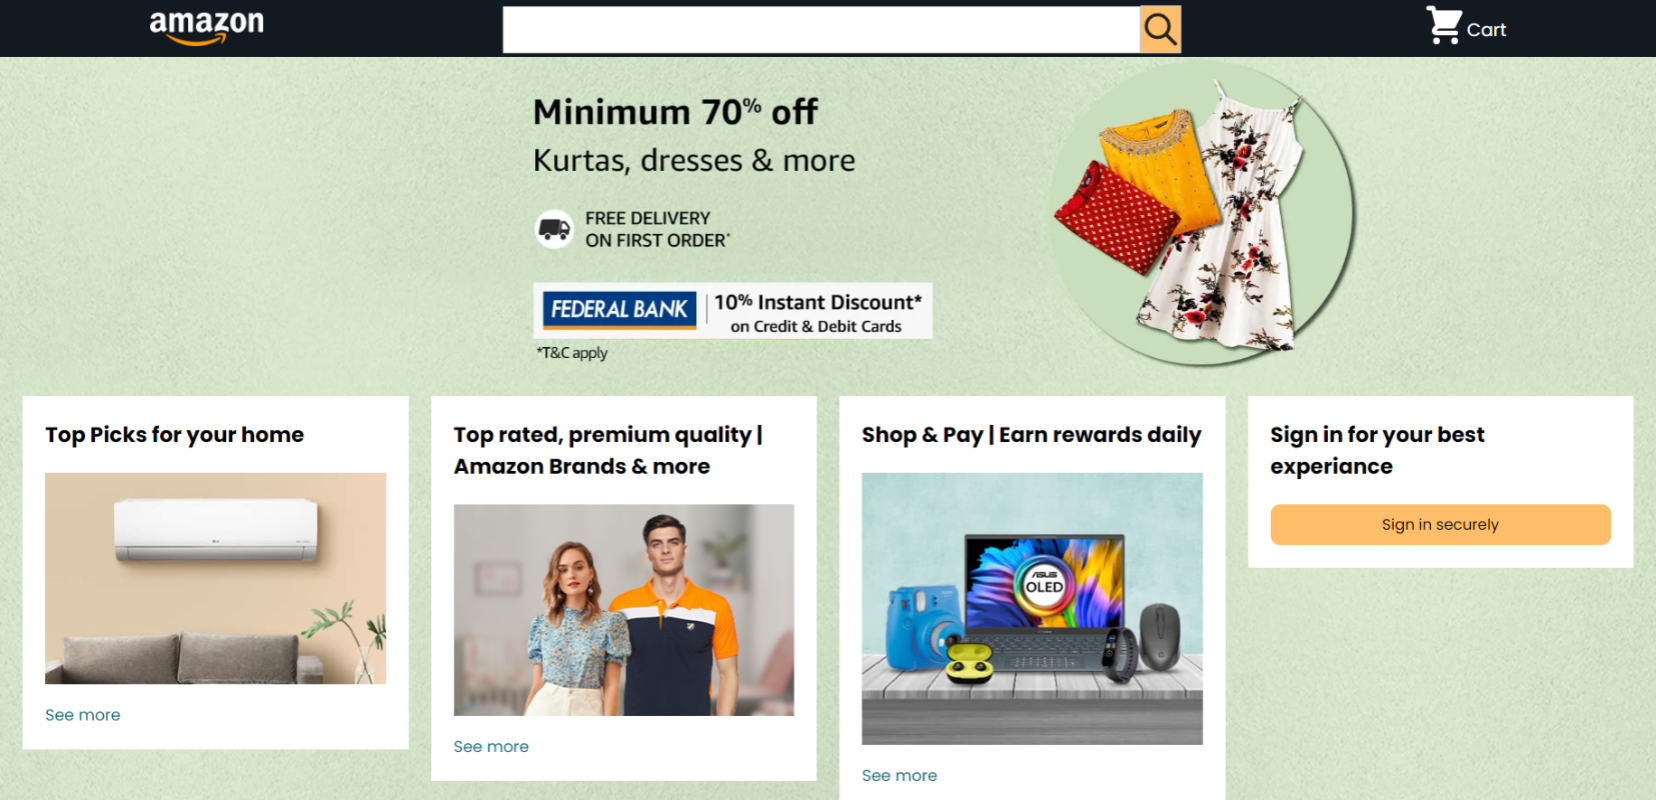 amazon
Cart
Minimum 70% off
Kurtas, dresses & more
FREE DELIVERY
ON FIRST ORDER*
FEDERAL BANK
10% Instant Discount*
on Credit & Debit Cards
*T&C apply
Top Picks for your home
See more
Top rated, premium quality |
Amazon Brands & more
See more
Shop & Pay | Earn rewards daily
ASUS
OLED
See more
Sign in for your best
experiance
Sign in securely